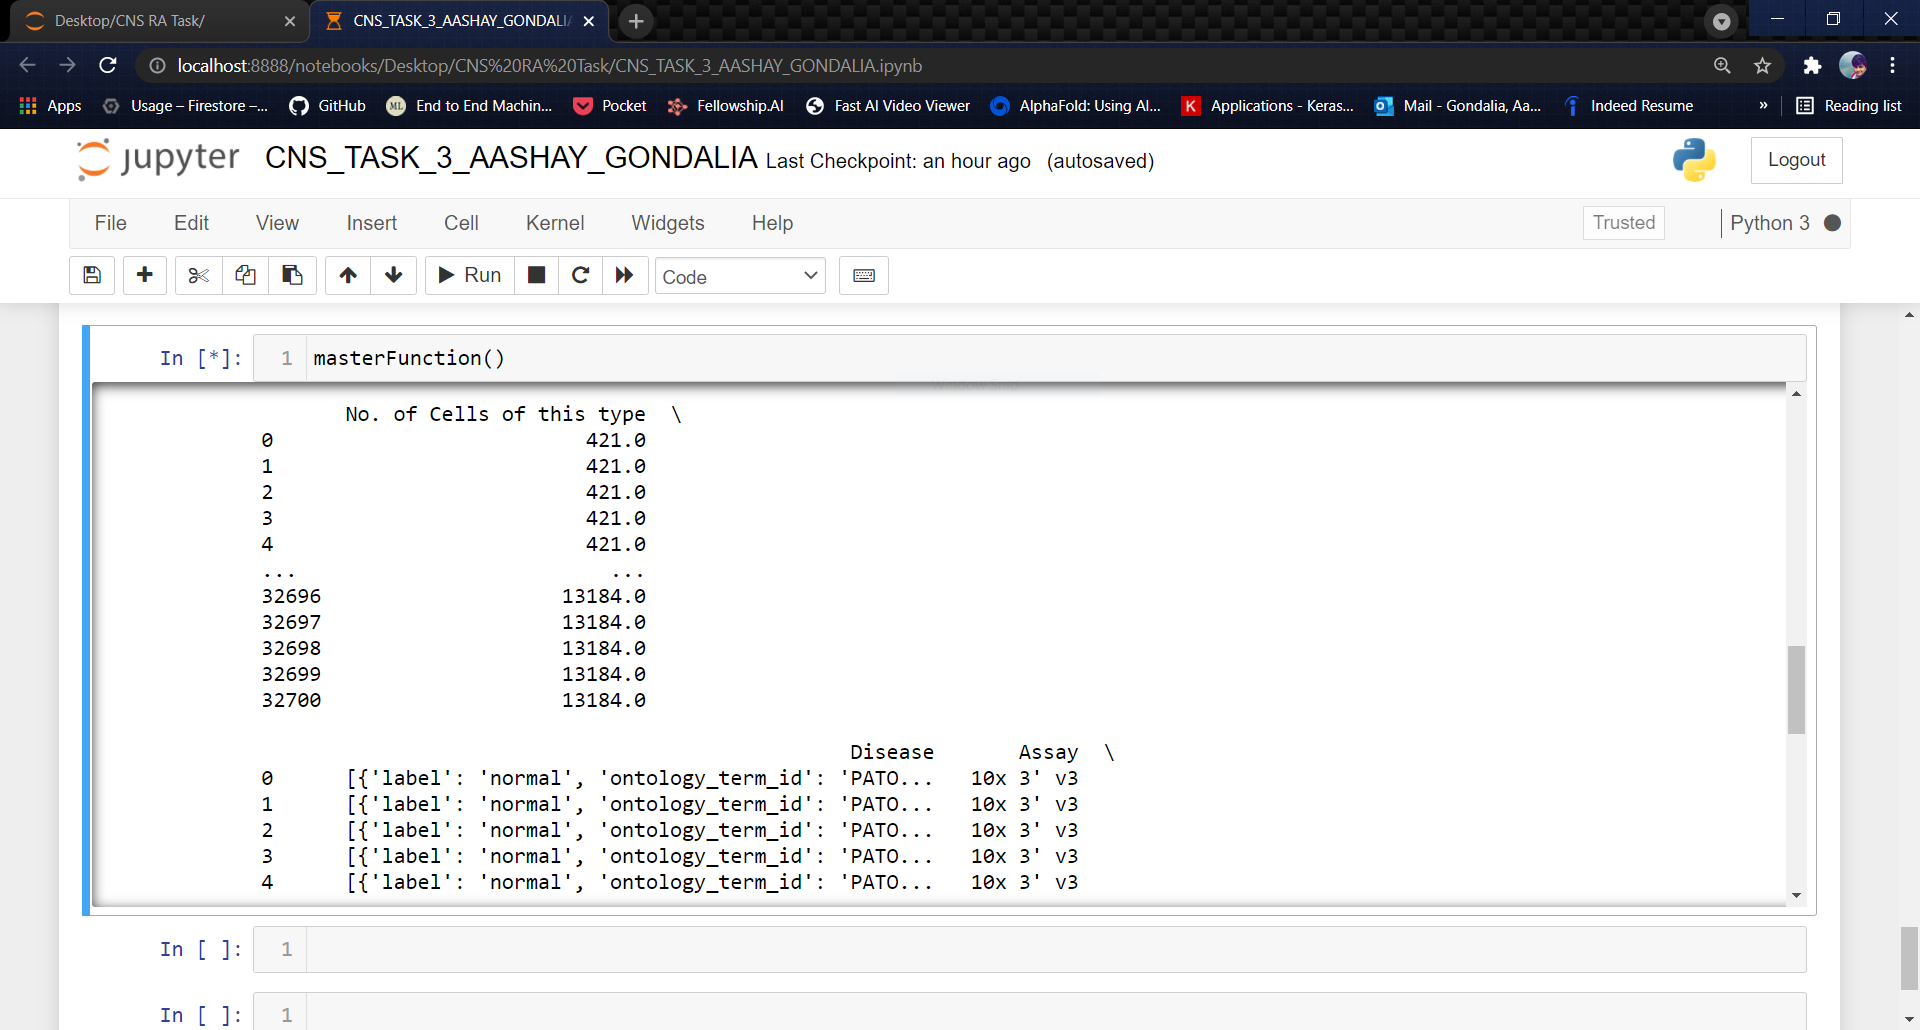 Desktop/CNS RA Task/
CNS_TASK_3_AASHAY_GONDALIA
localhost:8888/notebooks/Desktop/CNS%20RA%20Task/CNS_TASK_3_AASHAY_GONDALIA.ipynb
Apps Usage – Firestore –... GitHub ML End to End Machin... Pocket Fellowship.AI Fast AI Video Viewer AlphaFold: Using AI... K Applications - Keras... Mail - Gondalia, Aa... Indeed Resume » Reading list
jupyter CNS_TASK_3_AASHAY_GONDALIA Last Checkpoint: an hour ago (autosaved) Logout
File Edit View Insert Cell Kernel Widgets Help Trusted Python 3
Run Code
In [*]: 1 masterFunction()
No. of Cells of this type \
0 421.0
1 421.0
2 421.0
3 421.0
4 421.0
... ...
32696 13184.0
32697 13184.0
32698 13184.0
32699 13184.0
32700 13184.0
Disease Assay \
0 [{'label': 'normal', 'ontology_term_id': 'PATO... 10x 3' v3
1 [{'label': 'normal', 'ontology_term_id': 'PATO... 10x 3' v3
2 [{'label': 'normal', 'ontology_term_id': 'PATO... 10x 3' v3
3 [{'label': 'normal', 'ontology_term_id': 'PATO... 10x 3' v3
4 [{'label': 'normal', 'ontology_term_id': 'PATO... 10x 3' v3
In [ ]: 1
In [ ]: 1